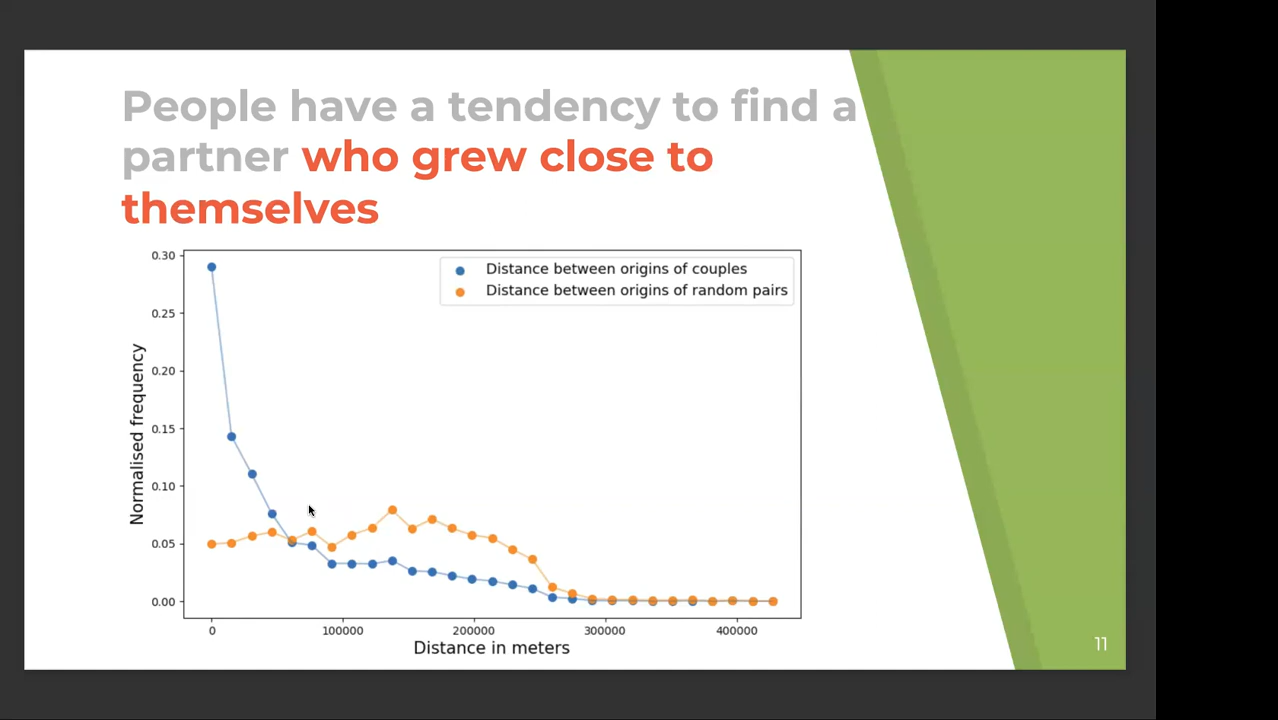 People have a tendency to find a
partner who grew close to
themselves
0.30
0.25
0.20
0.15
0.10
0.05
0.00
Normalised frequency
Distance between origins of couples
Distance between origins of random pairs
0 100000 200000 300000 400000
Distance in meters
11